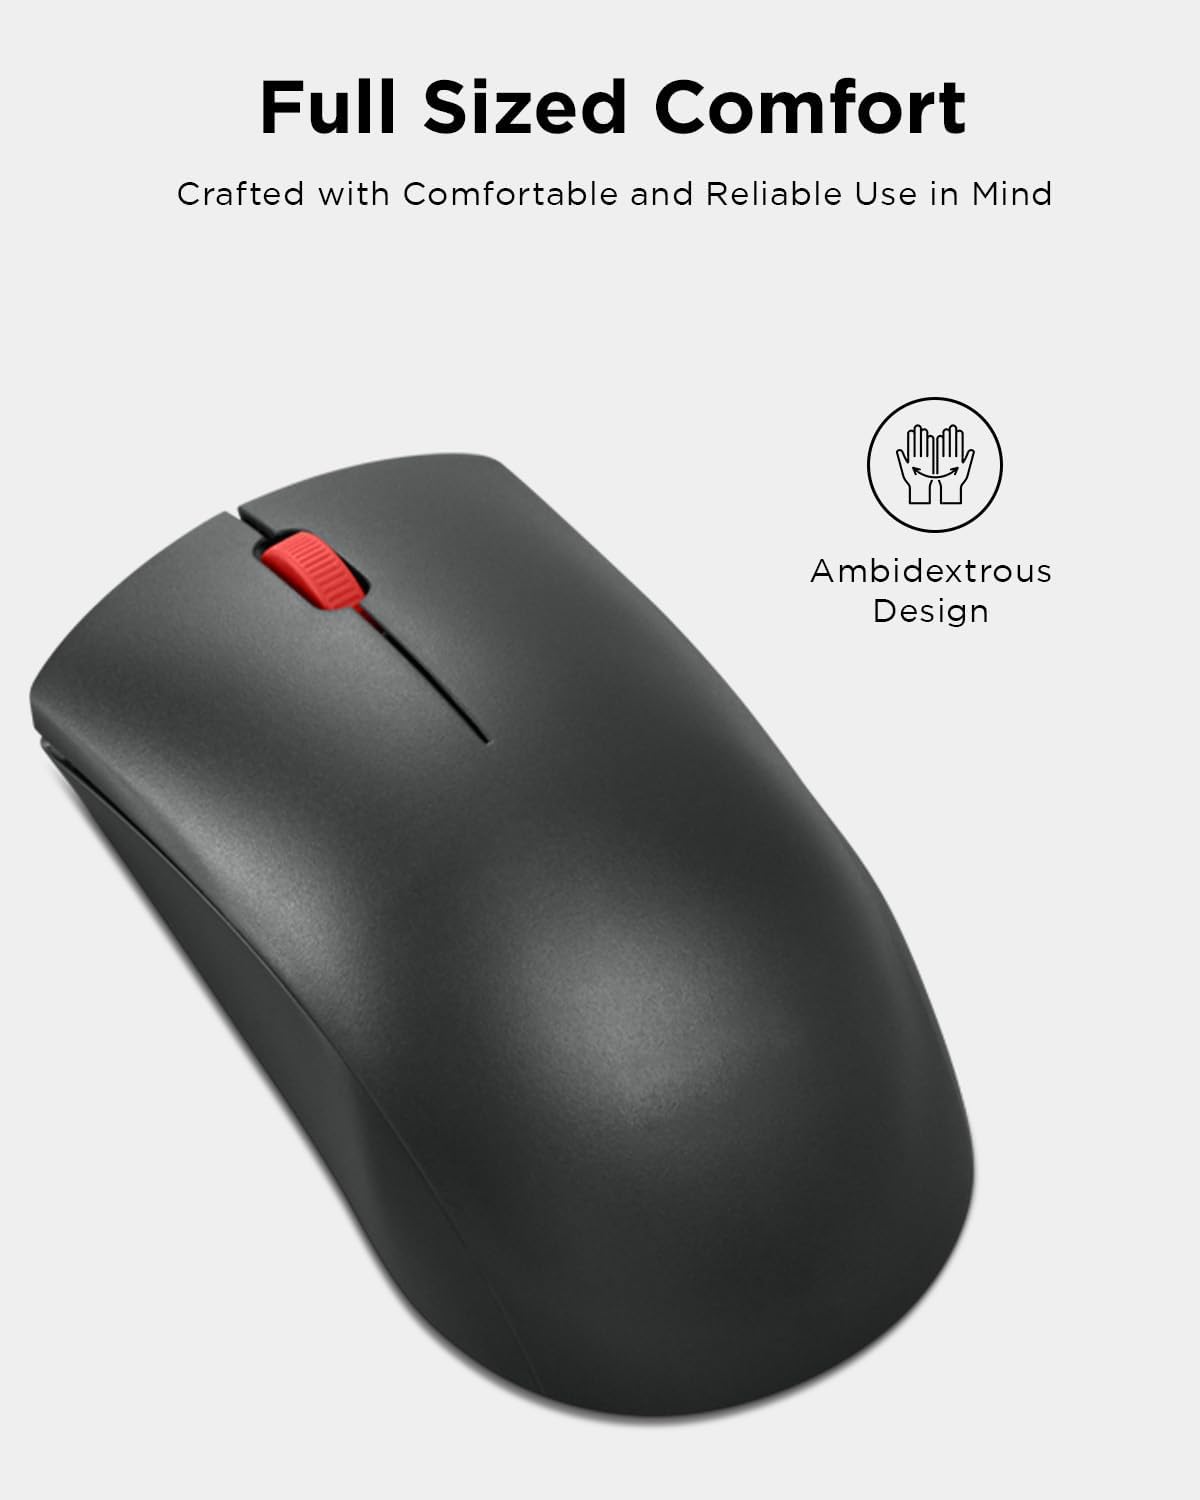 Full Sized Comfort
Crafted with Comfortable and Reliable Use in Mind
Ambidextrous
Design